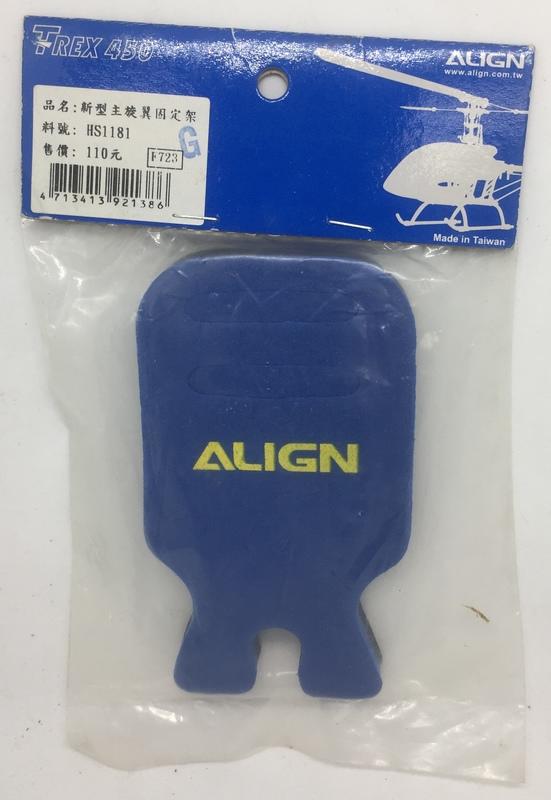 T-REX 450
ALIGN
www.align.com.tw
品名:新型主旋翼固定架
料號: HS1181
G
售價: 110元
F723
4 713413 921386
Made in Taiwan
ALIGN